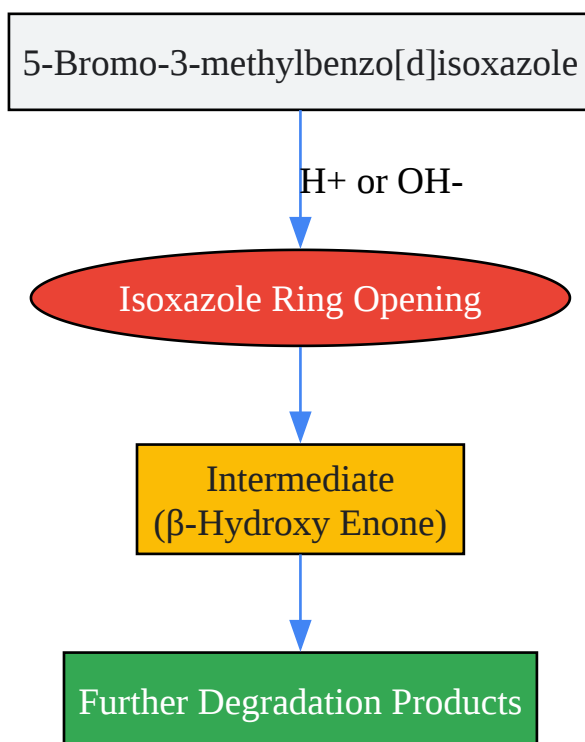 5-Bromo-3-methylbenzo[d]isoxazole
H+ or OH-
Isoxazole Ring Opening
Intermediate
(β-Hydroxy Enone)
Further Degradation Products